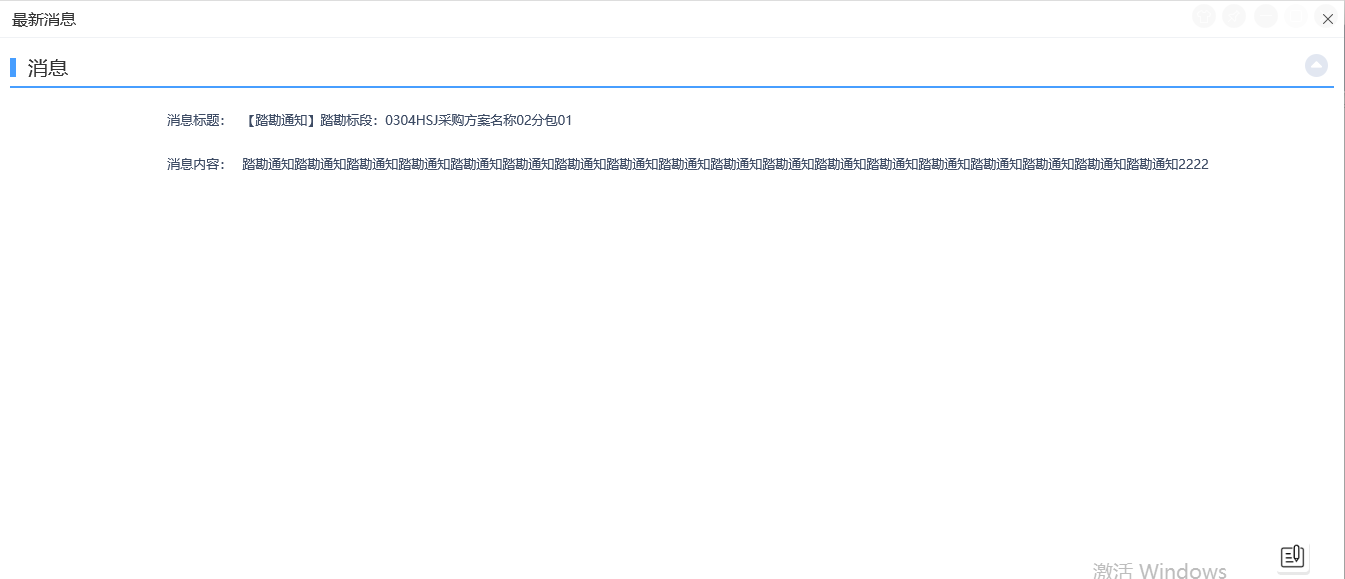 最新消息
消息
消息标题： 【踏勘通知】踏勘标段：0304HSJ采购方案名称02分包01
消息内容： 踏勘通知踏勘通知踏勘通知踏勘通知踏勘通知踏勘通知踏勘通知踏勘通知踏勘通知踏勘通知踏勘通知踏勘通知踏勘通知踏勘通知踏勘通知踏勘通知踏勘通知踏勘通知2222
激活 Windows